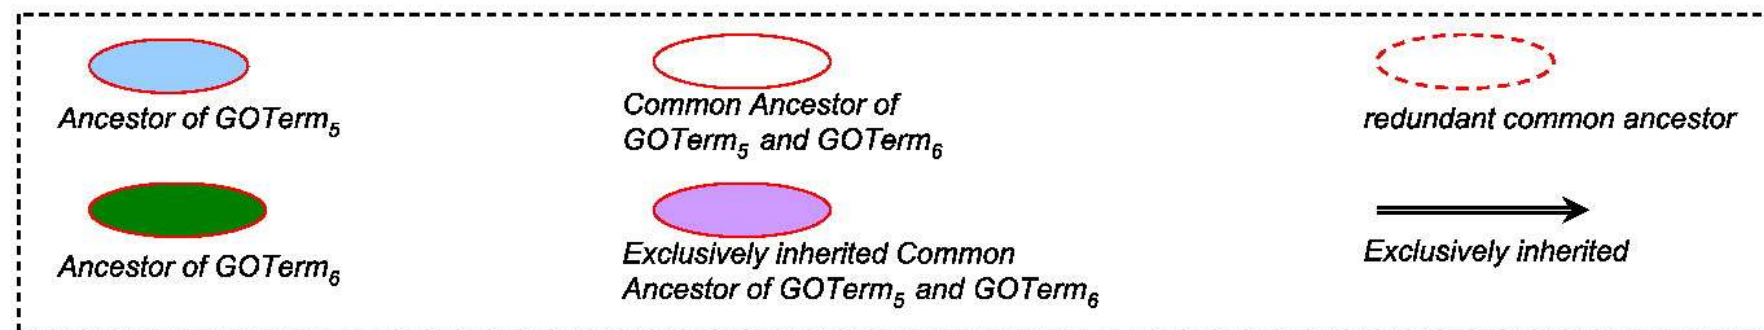 Ancestor of GOTerm₅
Common Ancestor of
GOTerm₅ and GOTerm₆
redundant common ancestor
Ancestor of GOTerm₆
Exclusively inherited Common
Ancestor of GOTerm₅ and GOTerm₆
Exclusively inherited